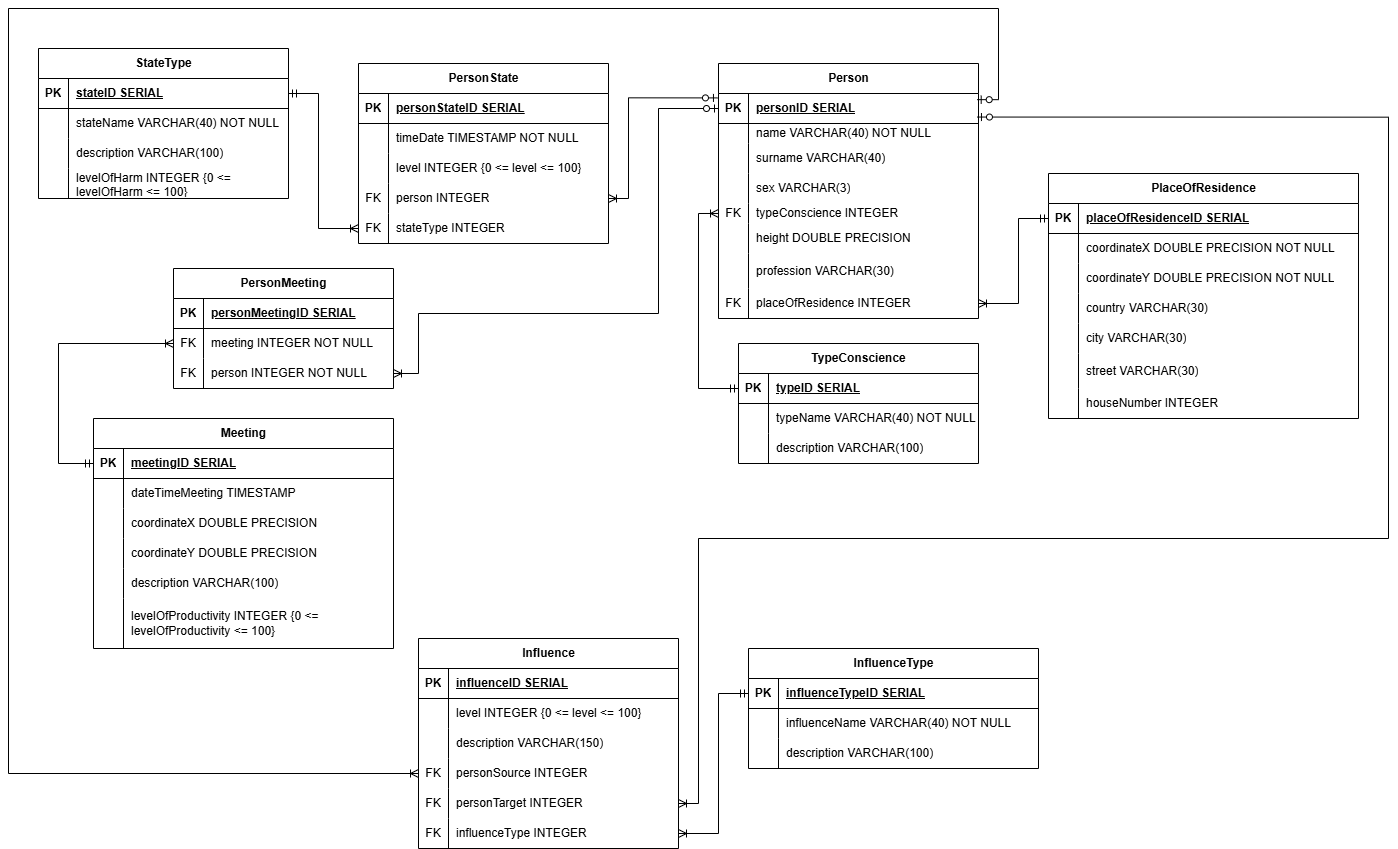 StateType
PK stateID SERIAL
stateName VARCHAR(40) NOT NULL
description VARCHAR(100)
levelOfHarm INTEGER {0 <=
levelOfHarm <= 100}
PersonState
PK personStateID SERIAL
timeDate TIMESTAMP NOT NULL
level INTEGER {0 <= level <= 100}
FK person INTEGER
FK stateType INTEGER
Person
PK personID SERIAL
name VARCHAR(40) NOT NULL
surname VARCHAR(40)
sex VARCHAR(3)
FK typeConscience INTEGER
height DOUBLE PRECISION
profession VARCHAR(30)
FK placeOfResidence INTEGER
PlaceOfResidence
PK placeOfResidenceID SERIAL
coordinateX DOUBLE PRECISION NOT NULL
coordinateY DOUBLE PRECISION NOT NULL
country VARCHAR(30)
city VARCHAR(30)
street VARCHAR(30)
houseNumber INTEGER
PersonMeeting
PK personMeetingID SERIAL
FK meeting INTEGER NOT NULL
FK person INTEGER NOT NULL
TypeConscience
PK typeID SERIAL
typeName VARCHAR(40) NOT NULL
description VARCHAR(100)
Meeting
PK meetingID SERIAL
dateTimeMeeting TIMESTAMP
coordinateX DOUBLE PRECISION
coordinateY DOUBLE PRECISION
description VARCHAR(100)
levelOfProductivity INTEGER {0 <=
levelOfProductivity <= 100}
Influence
PK influenceID SERIAL
level INTEGER {0 <= level <= 100}
description VARCHAR(150)
FK personSource INTEGER
FK personTarget INTEGER
FK influenceType INTEGER
InfluenceType
PK influenceTypeID SERIAL
influenceName VARCHAR(40) NOT NULL
description VARCHAR(100)